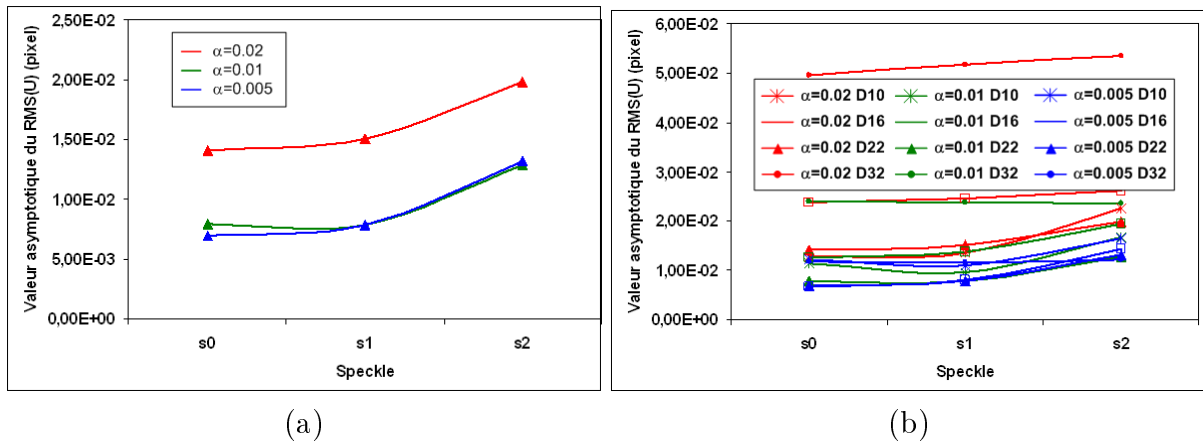 2,50E-02
2,00E-02
1,50E-02
1,00E-02
5,00E-03
0,00E+00
Valeur asymptotique du RMS(U) (pixel)
α=0.02
α=0.01
α=0.005
s0 s1 s2
Speckle
(a)
6,00E-02
5,00E-02
4,00E-02
3,00E-02
2,00E-02
1,00E-02
0,00E+00
Valeur asymptotique du RMS(U) (pixel)
α=0.02 D10 α=0.01 D10 α=0.005 D10
α=0.02 D16 α=0.01 D16 α=0.005 D16
α=0.02 D22 α=0.01 D22 α=0.005 D22
α=0.02 D32 α=0.01 D32 α=0.005 D32
s0 s1 s2
Speckle
(b)